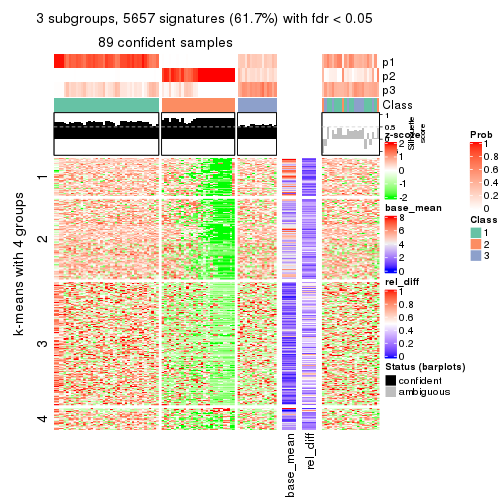 3 subgroups, 5657 signatures (61.7%) with fdr < 0.05
89 confident samples
p1
p2
p3
Class
1
0.5
0
Silhouette
score
k-means with 4 groups
1
2
3
4
base_mean
rel_diff
z-score
2
1
0
-1
-2
base_mean
8
6
4
2
0
rel_diff
1
0.8
0.6
0.4
0.2
0
Status (barplots)
confident
ambiguous
Prob
1
0.8
0.6
0.4
0.2
0
Class
1
2
3